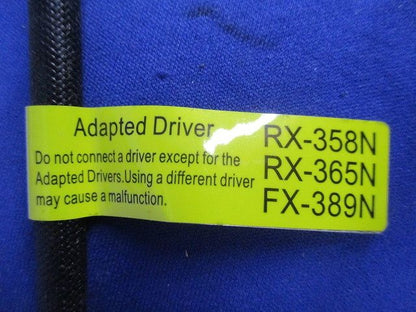 Adapted Driver
Do not connect a driver except for the
Adapted Drivers.Using a different driver
may cause a malfunction.
RX-358N
RX-365N
FX-389N